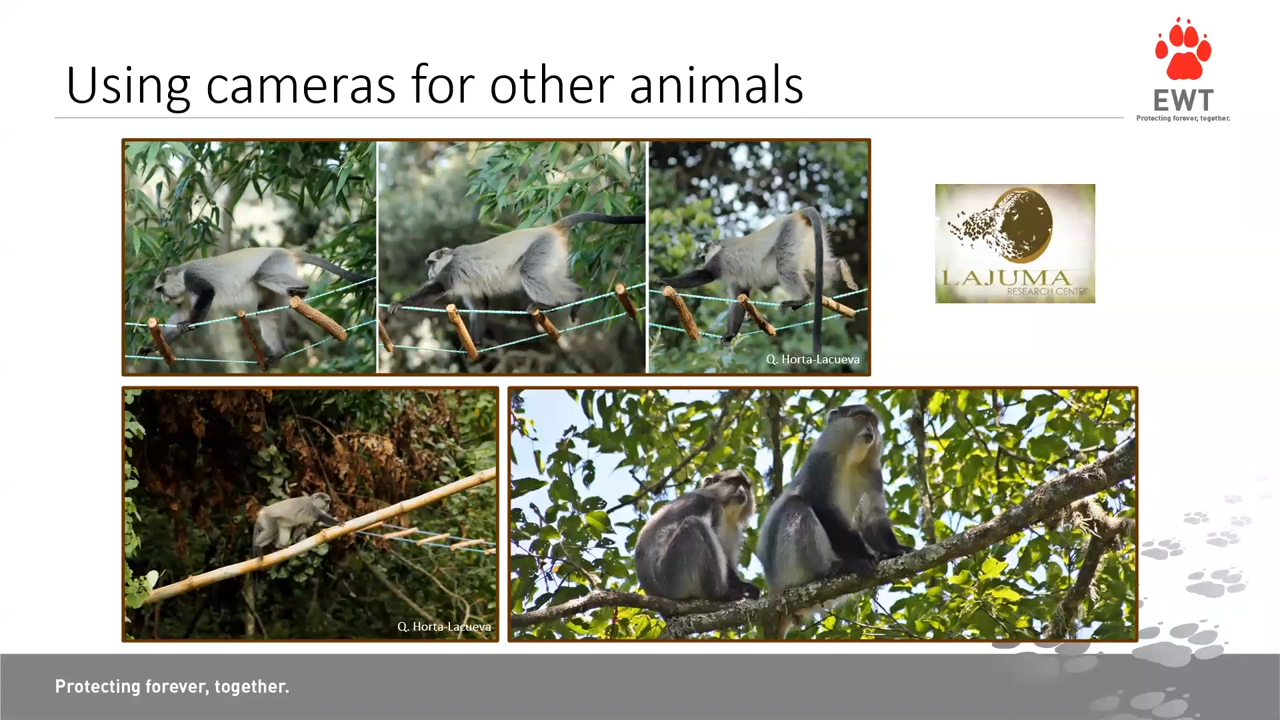 Using cameras for other animals
EWT
Protecting forever, together.
LAJUMA
RESEARCH CENTRE
Q. Horta-Lacueva
Q. Horta-Lacueva
Protecting forever, together.